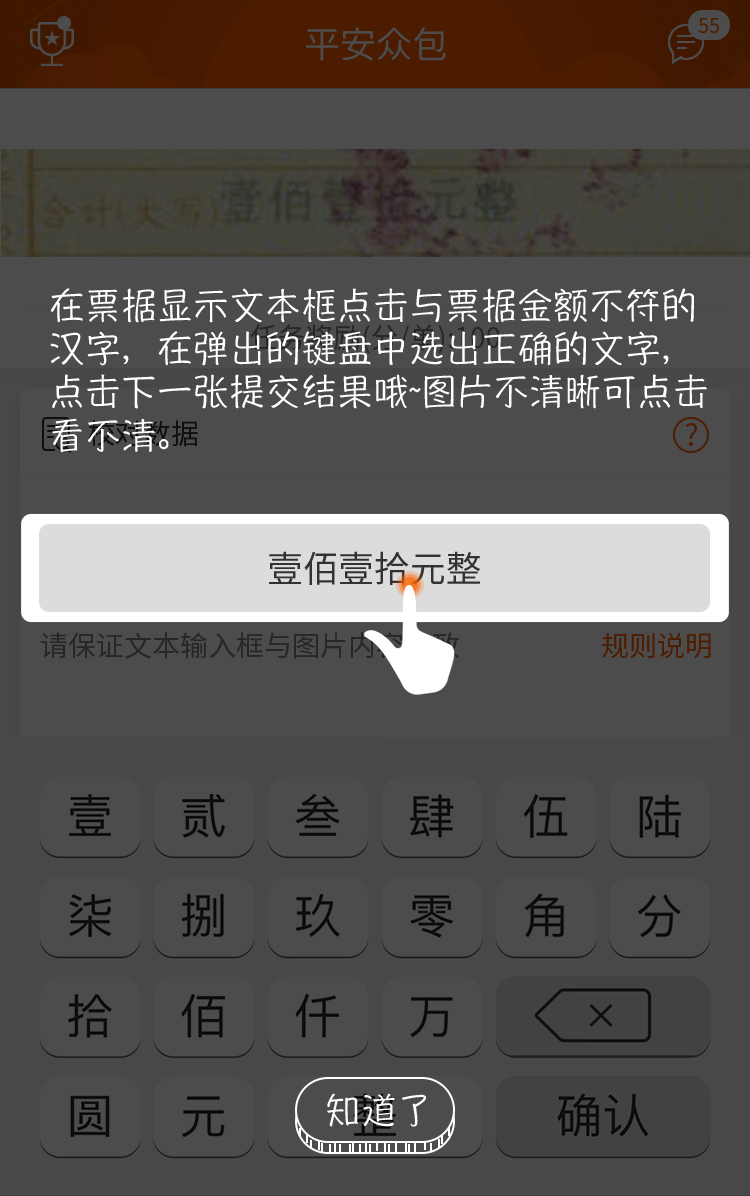 平安众包
55
合计(大写)
壹佰壹拾元整
在票据显示文本框点击与票据金额不符的
汉字，在弹出的键盘中选出正确的文字，
任务奖励(分/单):100
点击下一张提交结果哦~图片不清晰可点击
看不清。
核对数据
?
壹佰壹拾元整
请保证文本输入框与图片内容一致
规则说明
壹 贰 叁 肆 伍 陆
柒 捌 玖 零 角 分
拾 佰 仟 万
圆 元 整 确认
知道了